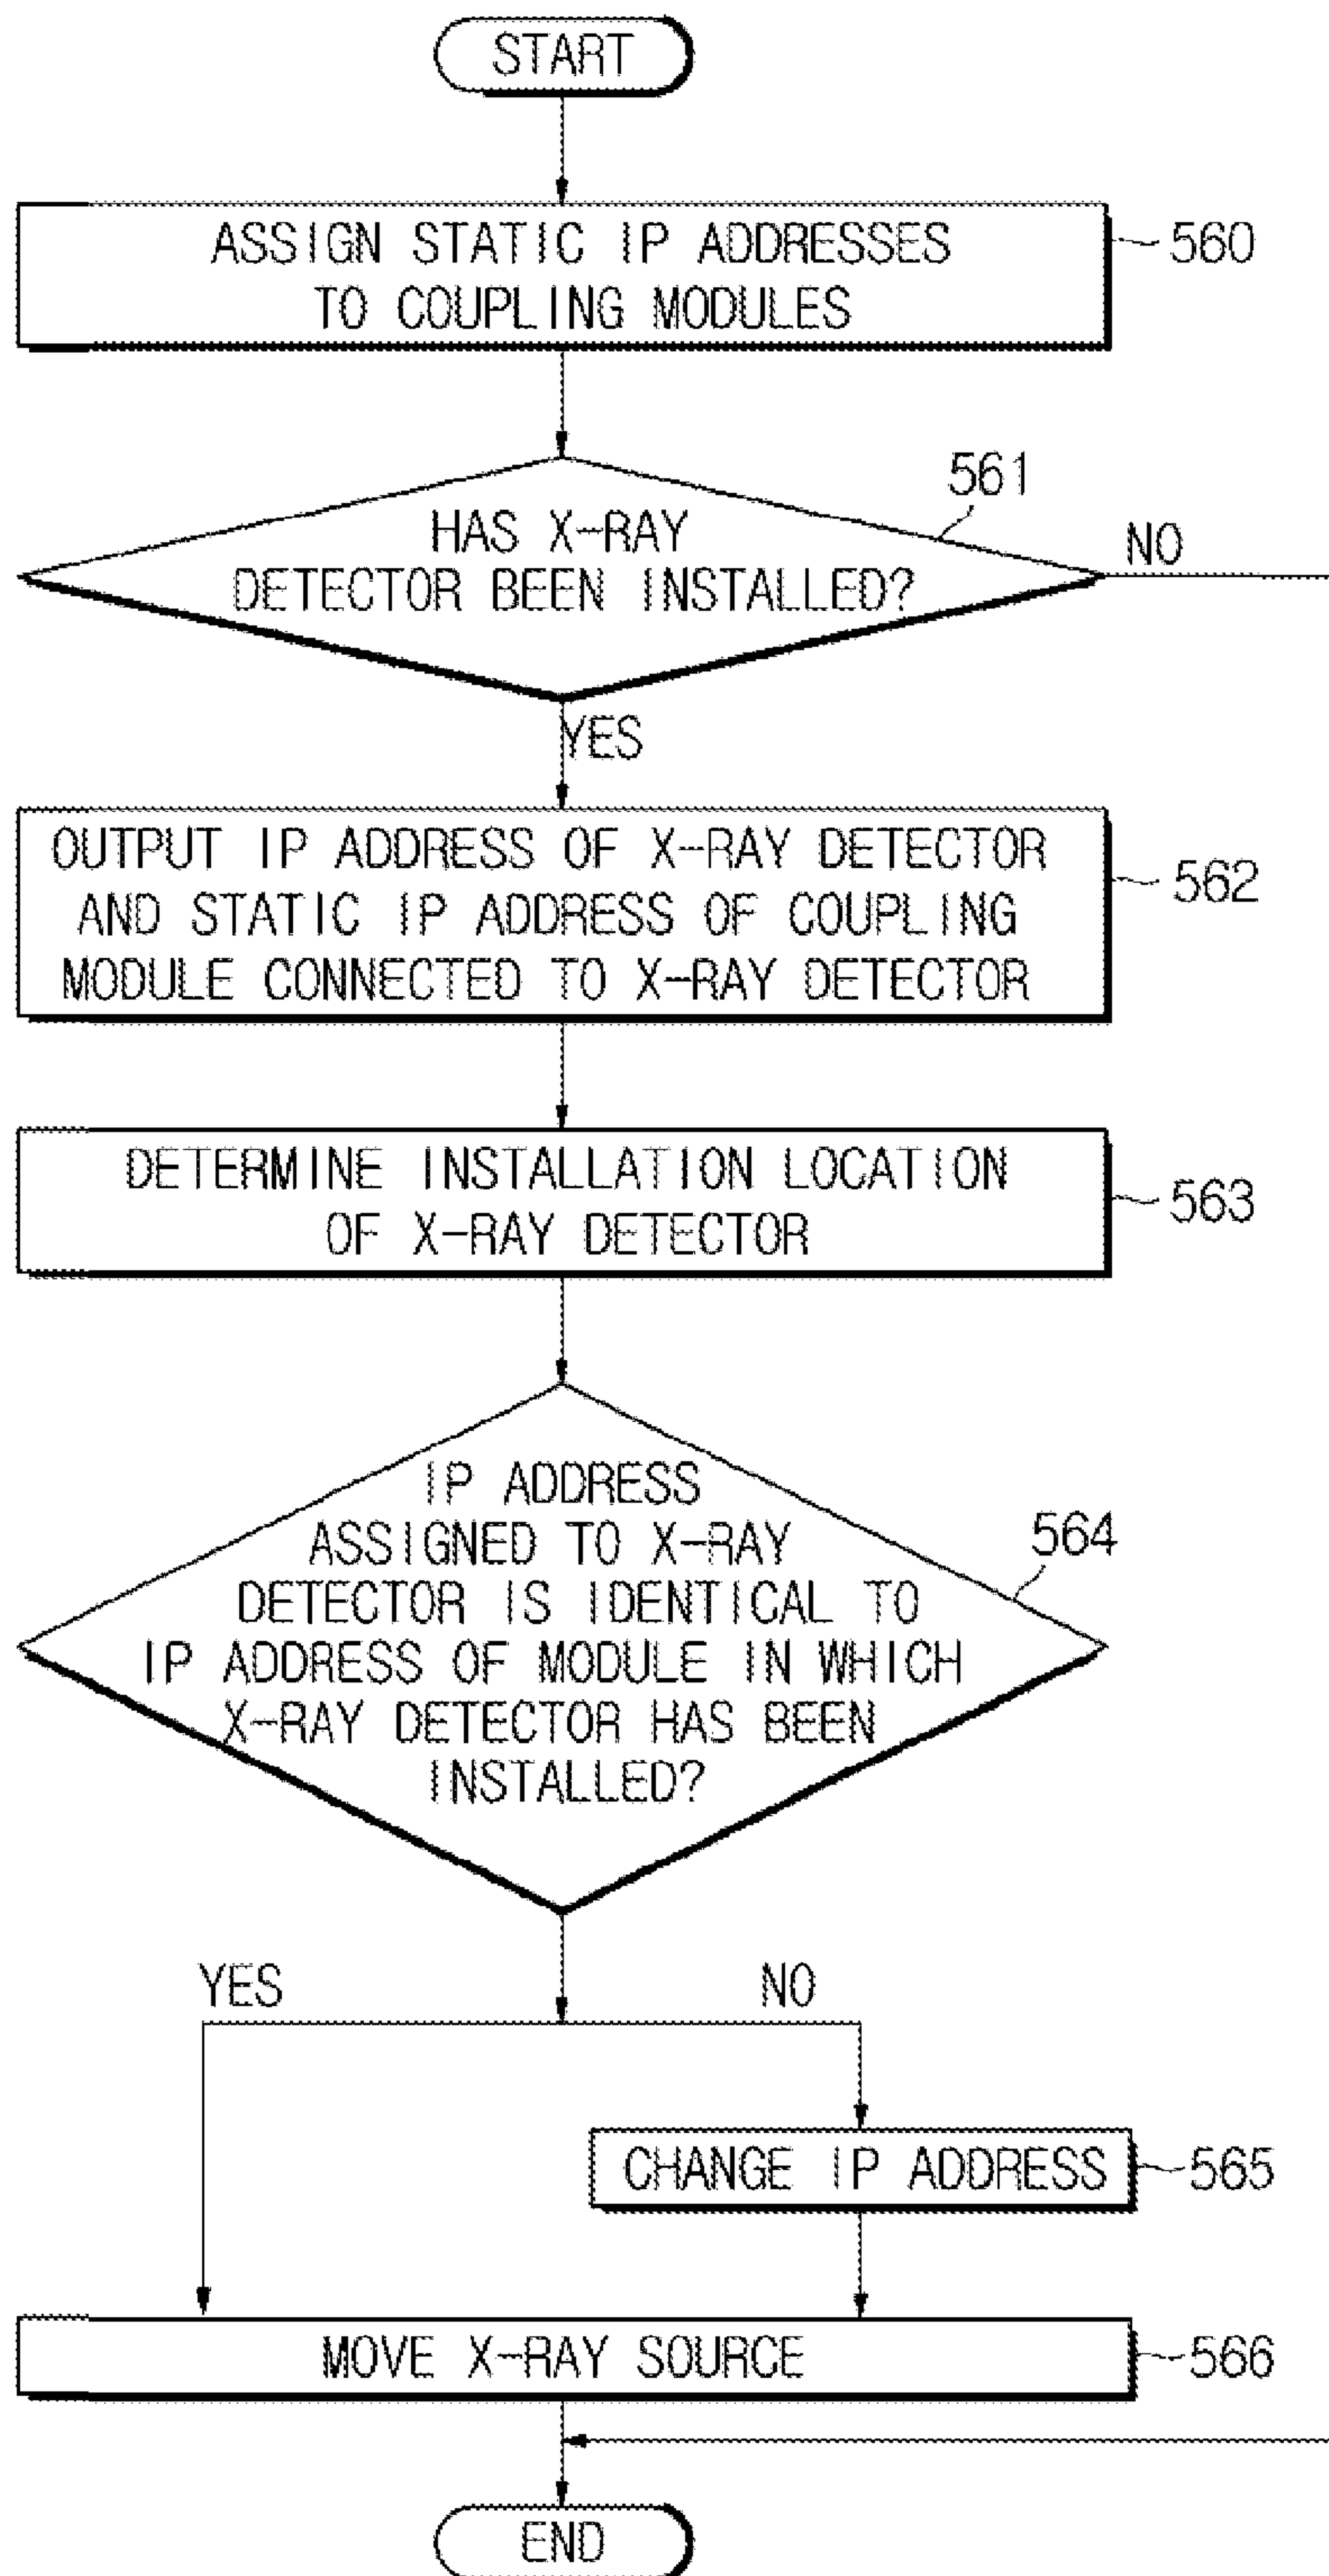 START
ASSIGN STATIC IP ADDRESSES
TO COUPLING MODULES
560
HAS X-RAY
DETECTOR BEEN INSTALLED?
561
NO
YES
OUTPUT IP ADDRESS OF X-RAY DETECTOR
AND STATIC IP ADDRESS OF COUPLING
MODULE CONNECTED TO X-RAY DETECTOR
562
DETERMINE INSTALLATION LOCATION
OF X-RAY DETECTOR
563
IP ADDRESS
ASSIGNED TO X-RAY
DETECTOR IS IDENTICAL TO
IP ADDRESS OF MODULE IN WHICH
X-RAY DETECTOR HAS BEEN
INSTALLED?
564
YES
NO
CHANGE IP ADDRESS
565
MOVE X-RAY SOURCE
566
END